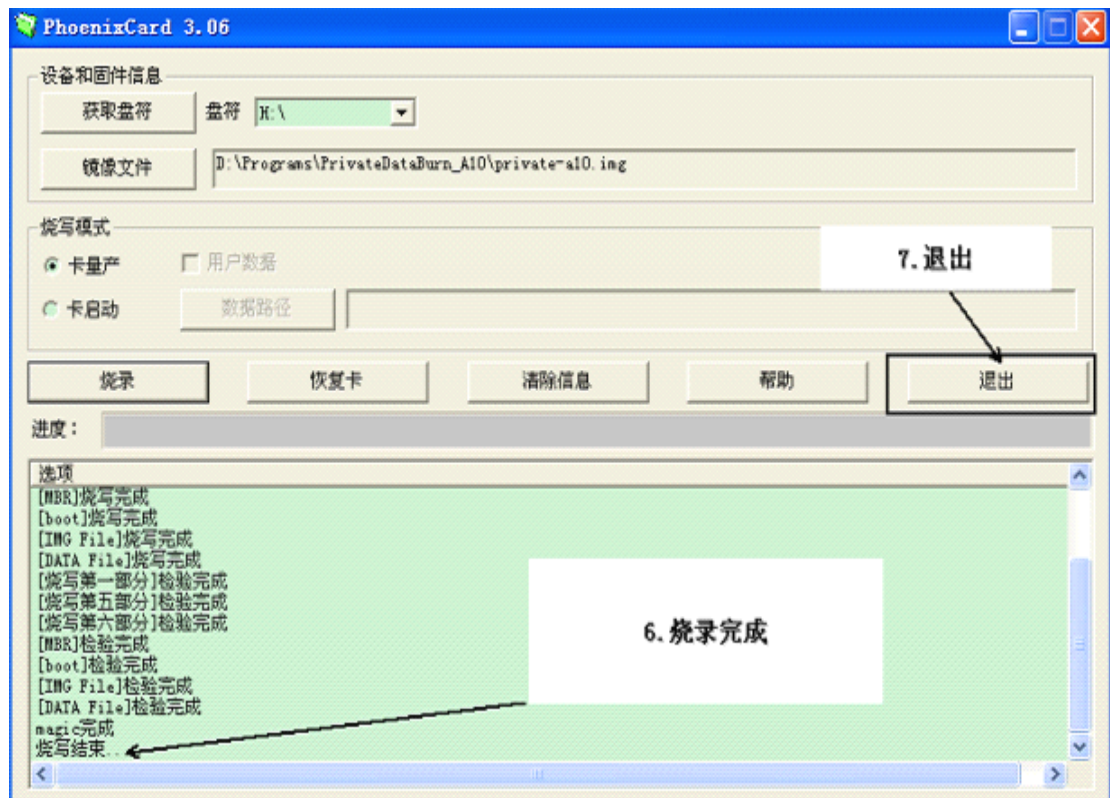 PhoenixCard 3.06
设备和固件信息
获取盘符 盘符 H:\
镜像文件 D:\Programs\PrivateDataBurn_A10\private-a10.img
烧写模式
卡量产 用户数据
7.退出
卡启动 数据路径
烧录 恢复卡 清除信息 帮助 退出
进度：
选项
[MBR]烧写完成
[boot]烧写完成
[IMG File]烧写完成
[DATA File]烧写完成
[烧写第一部分]检验完成
[烧写第五部分]检验完成
[烧写第六部分]检验完成
[MBR]检验完成
[boot]检验完成
[IMG File]检验完成
[DATA File]检验完成
magic完成
烧写结束..
6.烧录完成